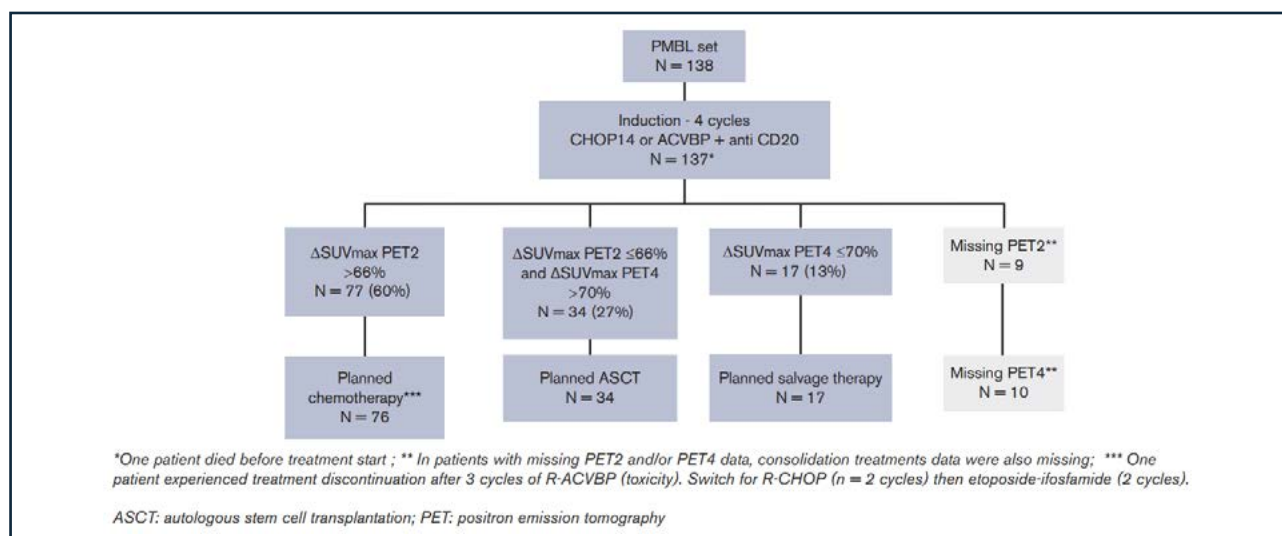 PMBL set
N = 138
Induction - 4 cycles
CHOP14 or ACVBP + anti CD20
N = 137*
ΔSUVmax PET2
>66%
N = 77 (60%)
ΔSUVmax PET2 ≤66%
and ΔSUVmax PET4
>70%
N = 34 (27%)
ΔSUVmax PET4 ≤70%
N = 17 (13%)
Missing PET2**
N = 9
Planned
chemotherapy***
N = 76
Planned ASCT
N = 34
Planned salvage therapy
N = 17
Missing PET4**
N = 10
*One patient died before treatment start ; ** In patients with missing PET2 and/or PET4 data, consolidation treatments data were also missing; *** One
patient experienced treatment discontinuation after 3 cycles of R-ACVBP (toxicity). Switch for R-CHOP (n = 2 cycles) then etoposide-ifosfamide (2 cycles).
ASCT: autologous stem cell transplantation; PET: positron emission tomography